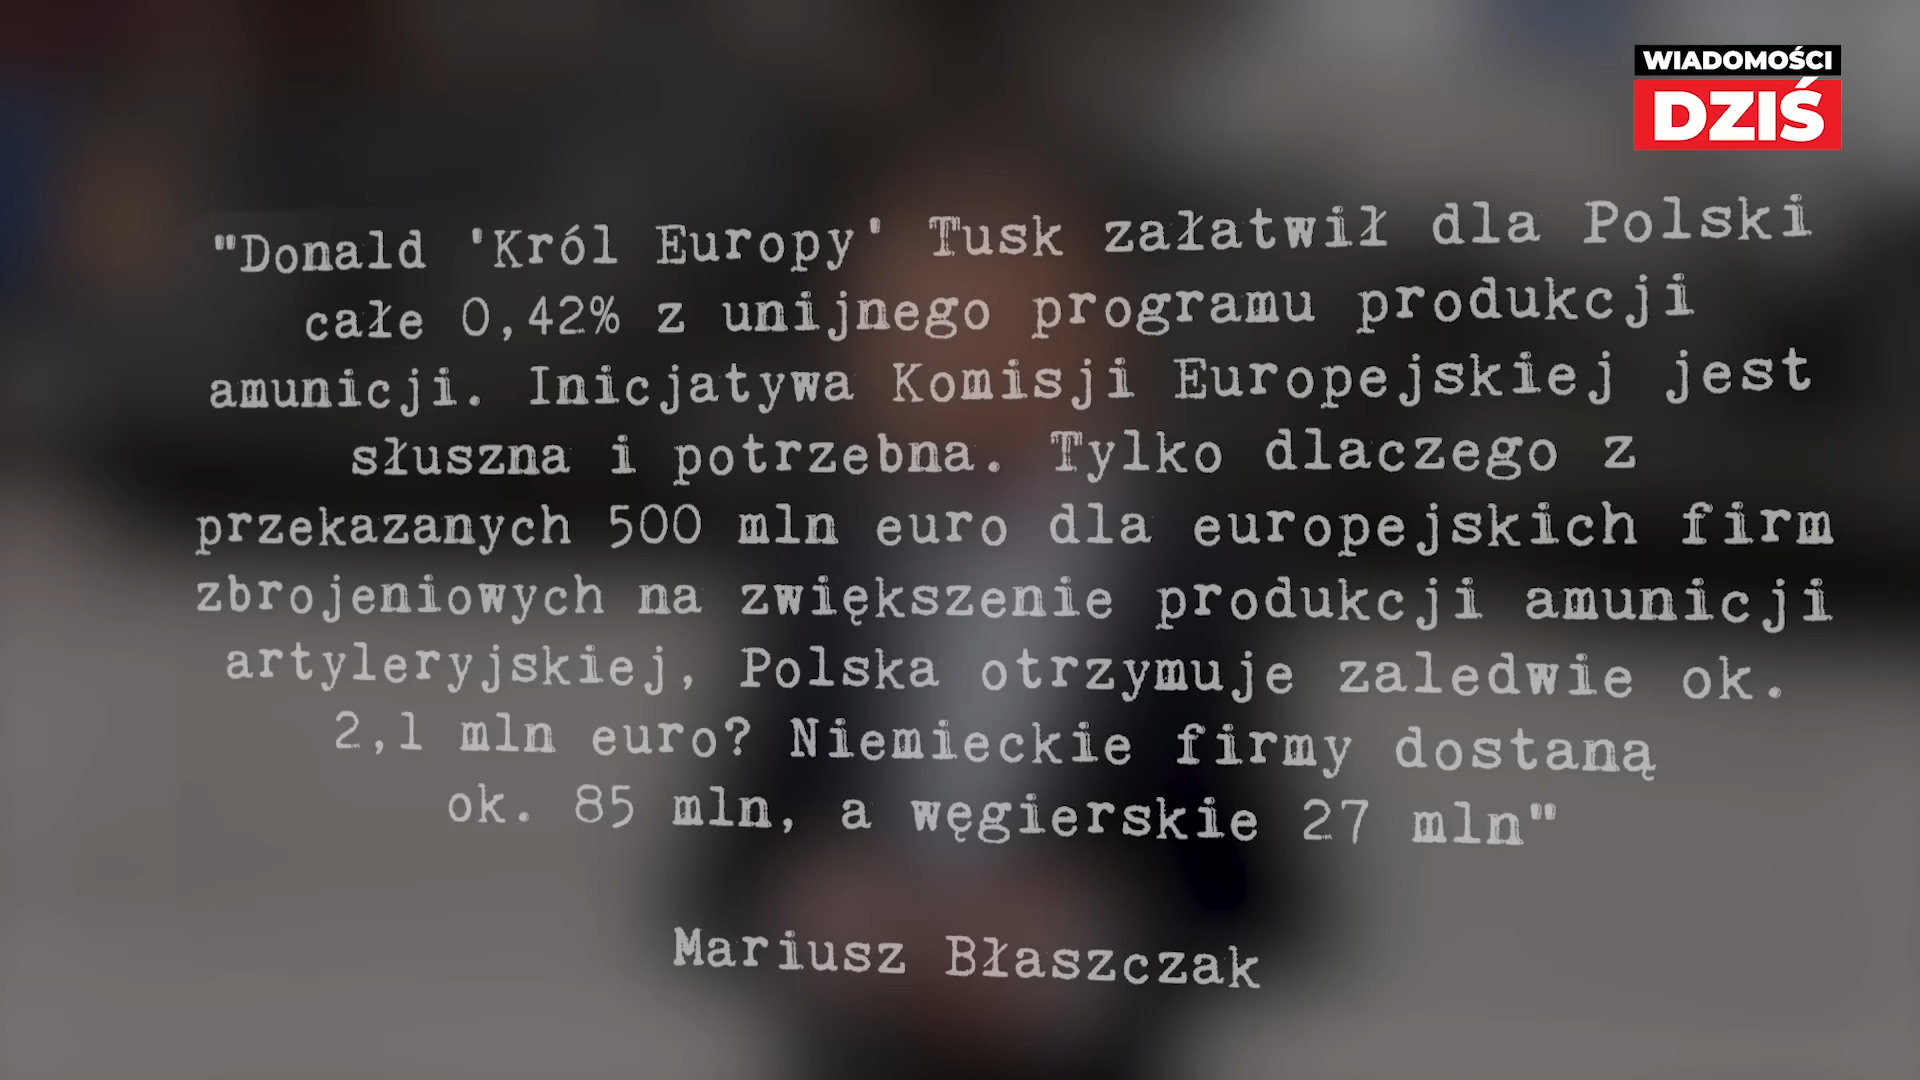 WIADOMOŚCI
DZIŚ
"Donald 'Król Europy' Tusk załatwił dla Polski
całe 0,42% z unijnego programu produkcji
amunicji. Inicjatywa Komisji Europejskiej jest
słuszna i potrzebna. Tylko dlaczego z
przekazanych 500 mln euro dla europejskich firm
zbrojeniowych na zwiększenie produkcji amunicji
artyleryjskiej, Polska otrzymuje zaledwie ok.
2,1 mln euro? Niemieckie firmy dostaną
ok. 85 mln, a węgierskie 27 mln"
Mariusz Błaszczak